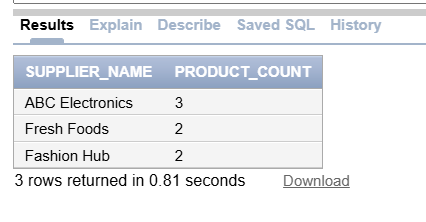 Results Explain Describe Saved SQL History
SUPPLIER_NAME PRODUCT_COUNT
ABC Electronics 3
Fresh Foods 2
Fashion Hub 2
3 rows returned in 0.81 seconds Download